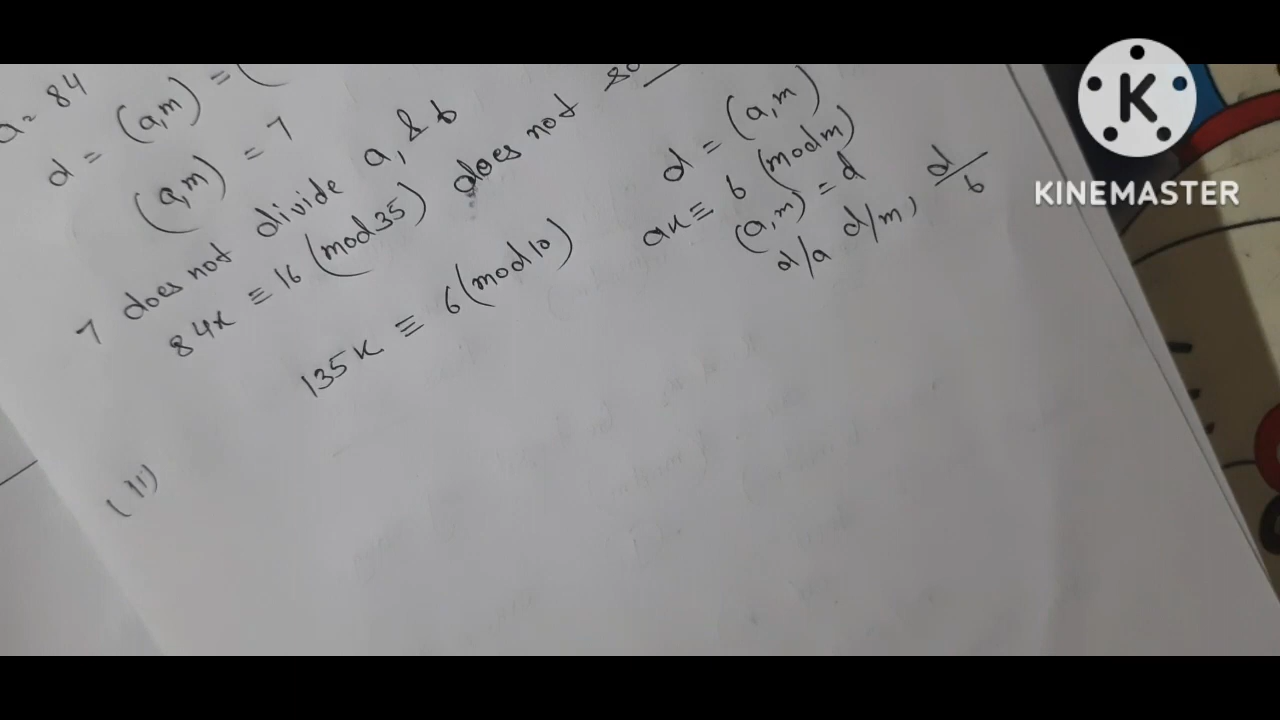 a = 84
d = (a,m) = (
(a,m) = 7
7 does not divide a, & b
84x ≡ 16 (mod 35) does not
(ii) 135x ≡ 6 (mod 10)
d = (a,m)
ax ≡ b (mod m)
(a,m) = d
d/a d/m, d/b
K
KINEMASTER